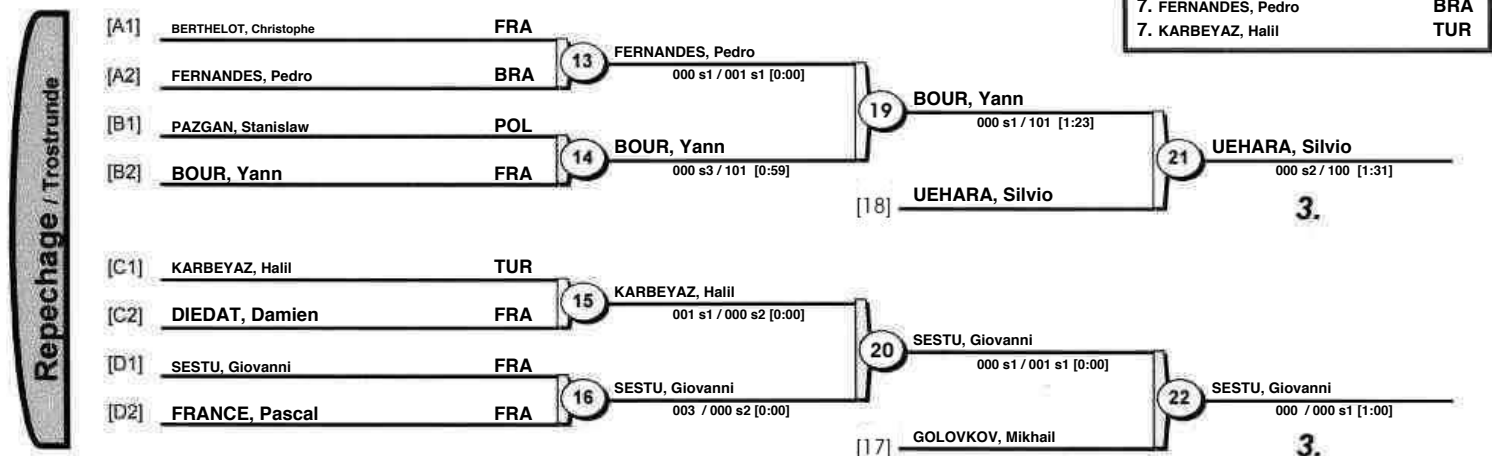 7. FERNANDES, Pedro BRA
7. KARBEYAZ, Halil TUR
Repechage / Trostrunde
[A1] BERTHELOT, Christophe FRA
13 FERNANDES, Pedro
000 s1 / 001 s1 [0:00]
[A2] FERNANDES, Pedro BRA
19 BOUR, Yann
000 s1 / 101 [1:23]
[B1] PAZGAN, Stanislaw POL
14 BOUR, Yann
000 s3 / 101 [0:59]
[B2] BOUR, Yann FRA
21 UEHARA, Silvio
000 s2 / 100 [1:31]
[18] UEHARA, Silvio
3.
[C1] KARBEYAZ, Halil TUR
15 KARBEYAZ, Halil
001 s1 / 000 s2 [0:00]
[C2] DIEDAT, Damien FRA
20 SESTU, Giovanni
000 s1 / 001 s1 [0:00]
[D1] SESTU, Giovanni FRA
16 SESTU, Giovanni
003 / 000 s2 [0:00]
[D2] FRANCE, Pascal FRA
22 SESTU, Giovanni
000 / 000 s1 [1:00]
[17] GOLOVKOV, Mikhail
3.